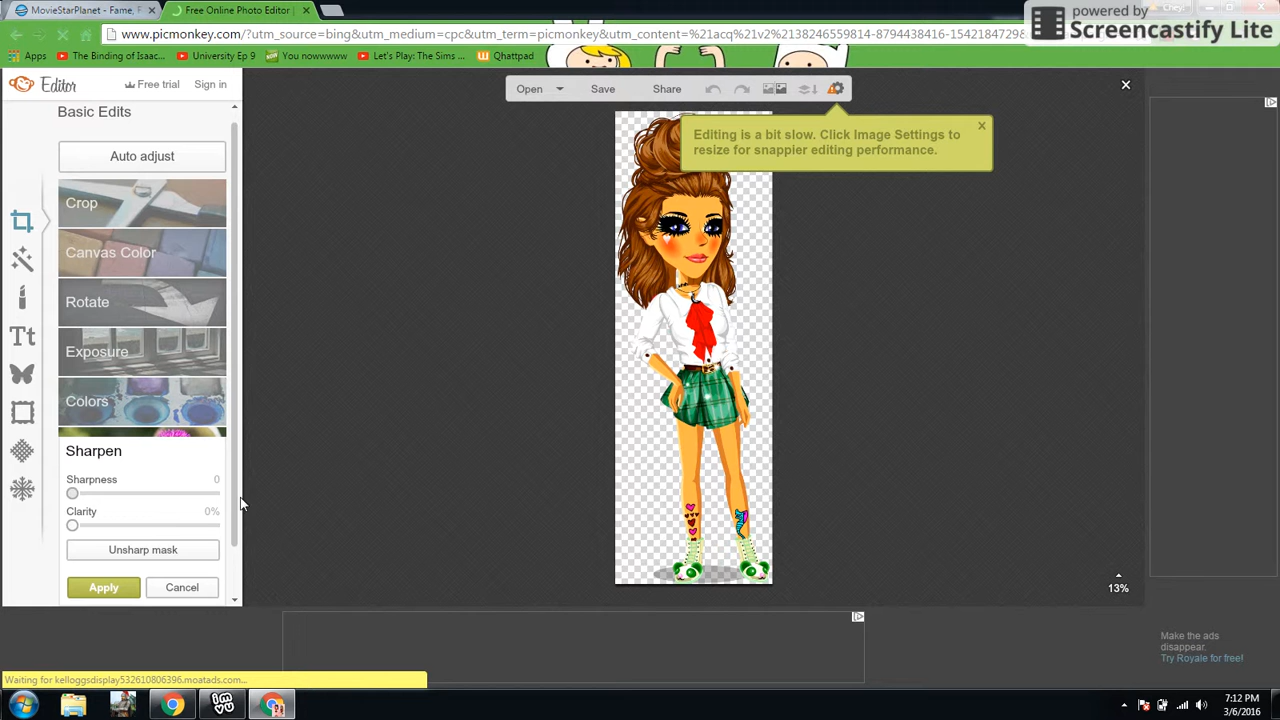 MovieStarPlanet - Fame, F
Free Online Photo Editor |
Chey!
powered by
Screencastify Lite
www.picmonkey.com/?utm_source=bing&utm_medium=cpc&utm_term=picmonkey&utm_content=%21acq%21v2%2138246559814-8794438416-1542184729
Apps
The Binding of Isaac...
University Ep 9
You nowwwww
Let's Play: The Sims ...
Qhattpad
Editor
Free trial
Sign in
Open
Save
Share
Basic Edits
Editing is a bit slow. Click Image Settings to
resize for snappier editing performance.
Auto adjust
Crop
Canvas Color
Rotate
Exposure
Tt
Colors
Sharpen
Sharpness 0
Clarity 0%
Unsharp mask
Apply
Cancel
13%
Make the ads
disappear.
Try Royale for free!
Waiting for kelloggsdisplay532610806396.moatads.com...
imvu
7:12 PM
3/6/2016